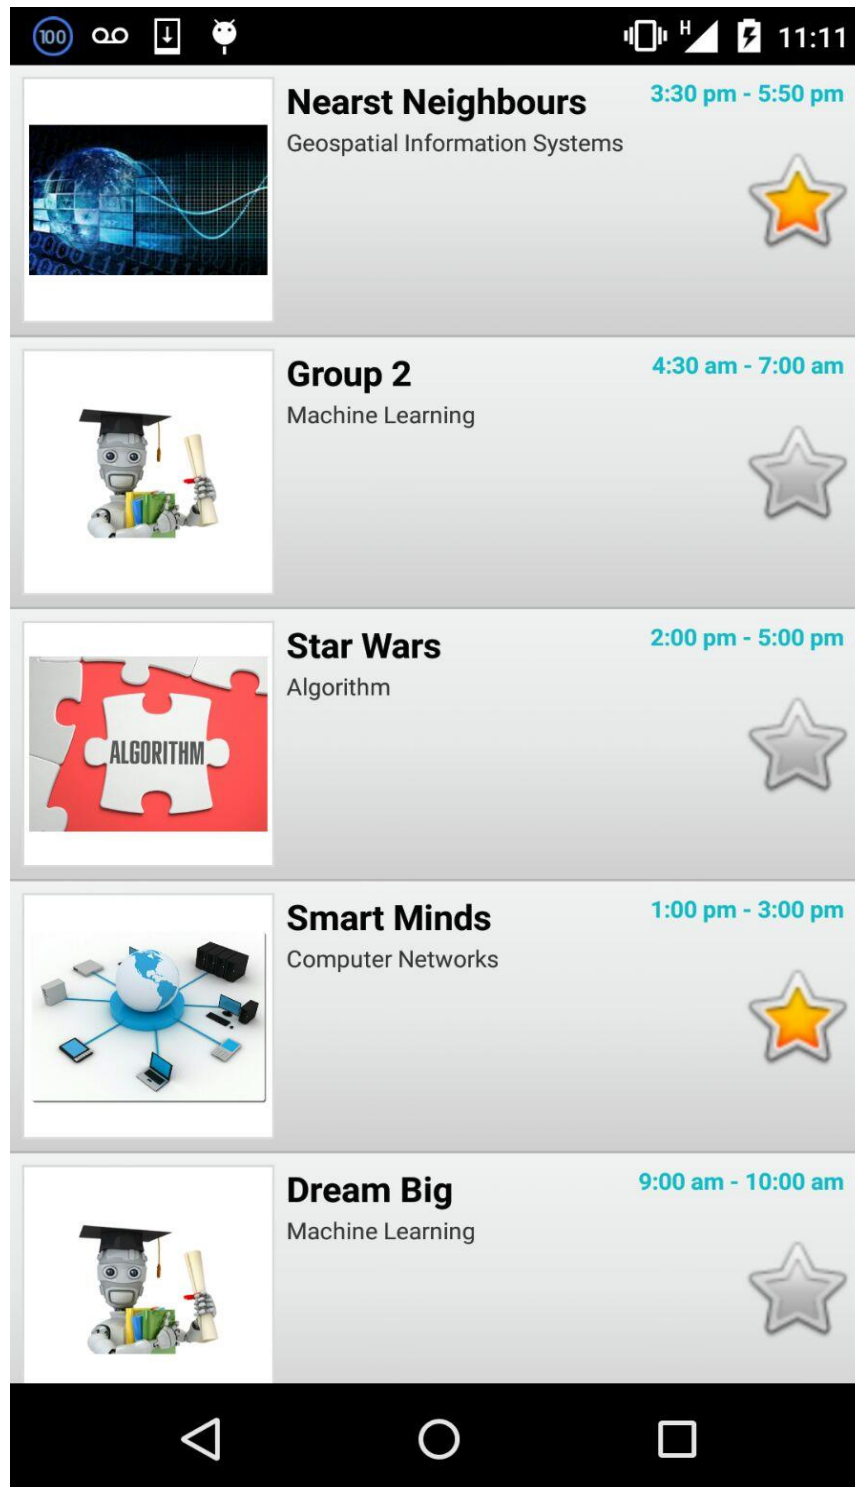 100
H
11:11
Nearst Neighbours
3:30 pm - 5:50 pm
Geospatial Information Systems
Group 2
4:30 am - 7:00 am
Machine Learning
Star Wars
2:00 pm - 5:00 pm
Algorithm
ALGORITHM
Smart Minds
1:00 pm - 3:00 pm
Computer Networks
Dream Big
9:00 am - 10:00 am
Machine Learning